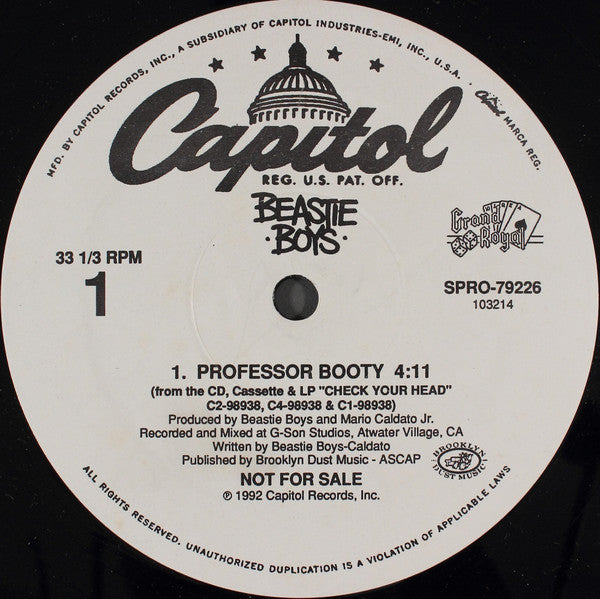 MFD. BY CAPITOL RECORDS, INC., A SUBSIDIARY OF CAPITOL INDUSTRIES-EMI, INC., U.S.A. Capitol MARCA REG.
Capitol
REG. U.S. PAT. OFF.
BEASTIE
·BOYS·
Grand
Royal
33 1/3 RPM
1
SPRO-79226
103214
1. PROFESSOR BOOTY 4:11
(from the CD, Cassette & LP "CHECK YOUR HEAD"
C2-98938, C4-98938 & C1-98938)
Produced by Beastie Boys and Mario Caldato Jr.
Recorded and Mixed at G-Son Studios, Atwater Village, CA
Written by Beastie Boys-Caldato
Published by Brooklyn Dust Music - ASCAP
BROOKLYN
DUST MUSIC
NOT FOR SALE
℗ 1992 Capitol Records, Inc.
ALL RIGHTS RESERVED. UNAUTHORIZED DUPLICATION IS A VIOLATION OF APPLICABLE LAWS